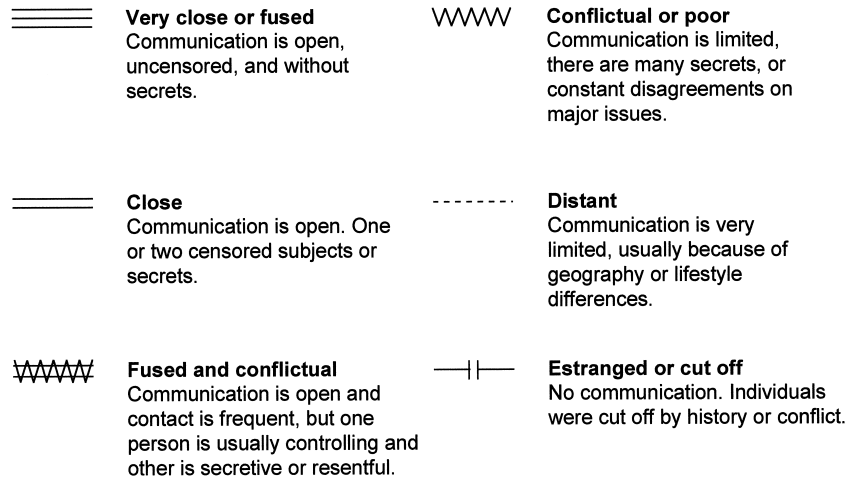 Very close or fused
Communication is open,
uncensored, and without
secrets.
Conflictual or poor
Communication is limited,
there are many secrets, or
constant disagreements on
major issues.
Close
Communication is open. One
or two censored subjects or
secrets.
Distant
Communication is very
limited, usually because of
geography or lifestyle
differences.
Fused and conflictual
Communication is open and
contact is frequent, but one
person is usually controlling and
other is secretive or resentful.
Estranged or cut off
No communication. Individuals
were cut off by history or conflict.